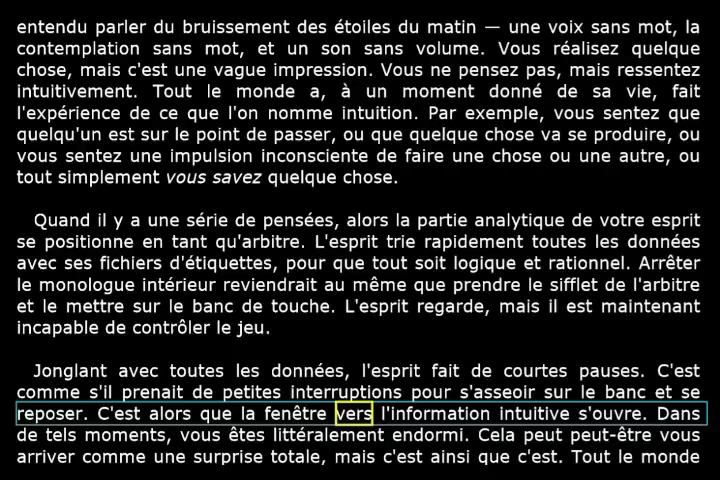 entendu parler du bruissement des étoiles du matin — une voix sans mot, la
contemplation sans mot, et un son sans volume. Vous réalisez quelque
chose, mais c'est une vague impression. Vous ne pensez pas, mais ressentez
intuitivement. Tout le monde a, à un moment donné de sa vie, fait
l'expérience de ce que l'on nomme intuition. Par exemple, vous sentez que
quelqu'un est sur le point de passer, ou que quelque chose va se produire, ou
vous sentez une impulsion inconsciente de faire une chose ou une autre, ou
tout simplement vous savez quelque chose.
Quand il y a une série de pensées, alors la partie analytique de votre esprit
se positionne en tant qu'arbitre. L'esprit trie rapidement toutes les données
avec ses fichiers d'étiquettes, pour que tout soit logique et rationnel. Arrêter
le monologue intérieur reviendrait au même que prendre le sifflet de l'arbitre
et le mettre sur le banc de touche. L'esprit regarde, mais il est maintenant
incapable de contrôler le jeu.
Jonglant avec toutes les données, l'esprit fait de courtes pauses. C'est
comme s'il prenait de petites interruptions pour s'asseoir sur le banc et se
reposer. C'est alors que la fenêtre vers l'information intuitive s'ouvre. Dans
de tels moments, vous êtes littéralement endormi. Cela peut peut-être vous
arriver comme une surprise totale, mais c'est ainsi que c'est. Tout le monde